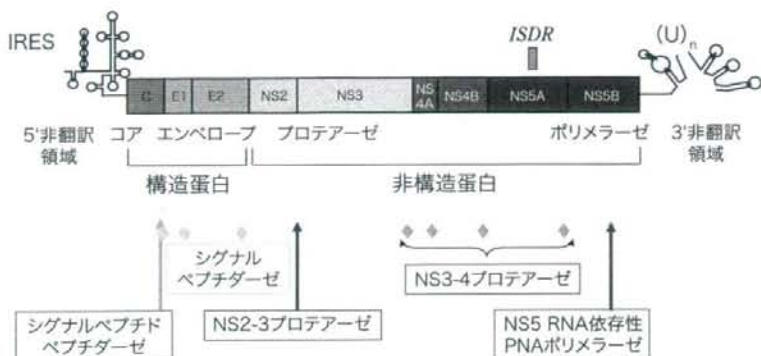 IRES
ISDR
(U)n
C E1 E2 NS2 NS3 NS4A NS4B NS5A NS5B
5'非翻訳領域
コア
エンベロープ
プロテアーゼ
ポリメラーゼ
3'非翻訳領域
構造蛋白
非構造蛋白
シグナル
ペプチダーゼ
NS3-4プロテアーゼ
シグナルペプチド
ペプチダーゼ
NS2-3プロテアーゼ
NS5 RNA依存性
PNAポリメラーゼ